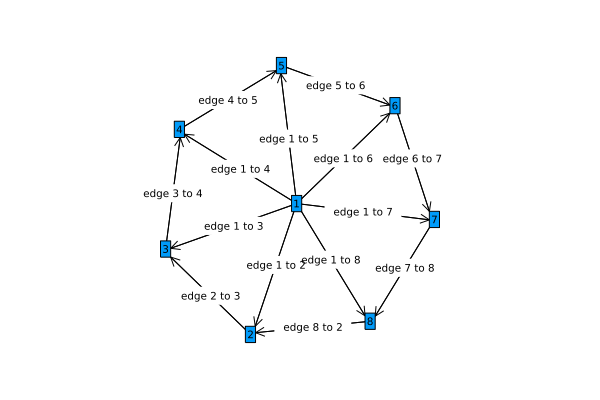 5
edge 5 to 6
edge 4 to 5
6
4
edge 1 to 5
edge 1 to 6
edge 6 to 7
edge 1 to 4
edge 3 to 4
1
edge 1 to 7
7
edge 1 to 3
3
edge 1 to 2
edge 1 to 8
edge 7 to 8
edge 2 to 3
8
edge 8 to 2
2